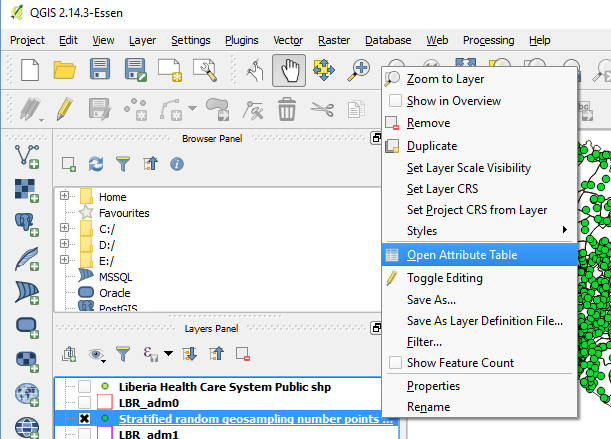 QGIS 2.14.3-Essen
Project Edit View Layer Settings Plugins Vector Raster Database Web Processing Help
Zoom to Layer
Show in Overview
Remove
Duplicate
Set Layer Scale Visibility
Set Layer CRS
Set Project CRS from Layer
Styles
Open Attribute Table
Toggle Editing
Save As...
Save As Layer Definition File...
Filter...
Show Feature Count
Properties
Rename
Browser Panel
Home
Favourites
C:/
D:/
E:/
MSSQL
Oracle
PostGIS
Layers Panel
Liberia Health Care System Public shp
LBR_adm0
Stratified random geosampling number points ...
LBR_adm1